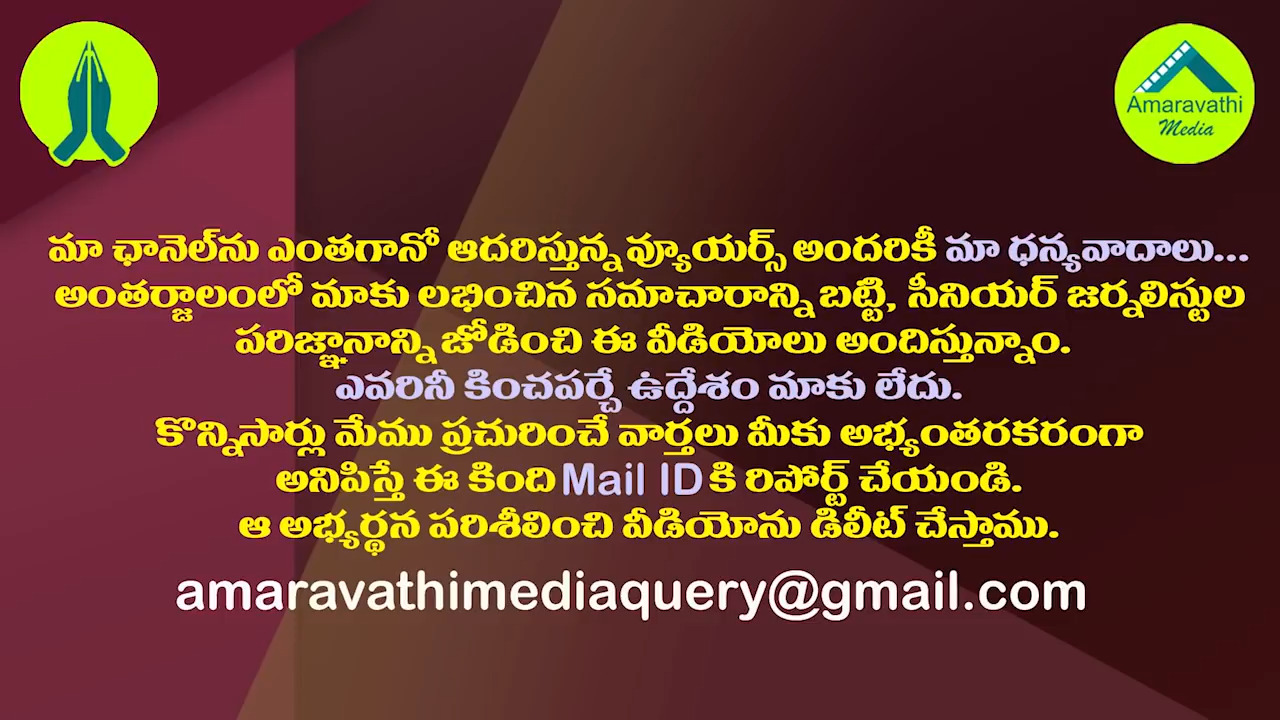 Amaravathi
Media
మా ఛానెల్‌ను ఎంతగానో ఆదరిస్తున్న వ్యూయర్స్ అందరికీ మా ధన్యవాదాలు...
అంతర్జాలంలో మాకు లభించిన సమాచారాన్ని బట్టి, సీనియర్ జర్నలిస్టుల
పరిజ్ఞానాన్ని జోడించి ఈ వీడియోలు అందిస్తున్నాం.
ఎవరినీ కించపర్చే ఉద్దేశం మాకు లేదు.
కొన్నిసార్లు మేము ప్రచురించే వార్తలు మీకు అభ్యంతరకరంగా
అనిపిస్తే ఈ కింది Mail ID కి రిపోర్ట్ చేయండి.
ఆ అభ్యర్థన పరిశీలించి వీడియోను డిలీట్ చేస్తాము.
amaravathimediaquery@gmail.com